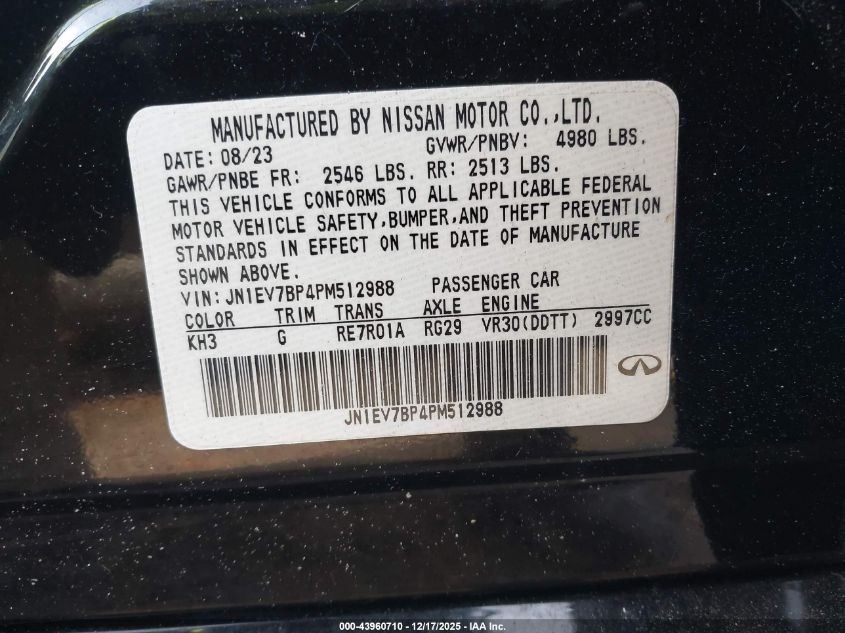 MANUFACTURED BY NISSAN MOTOR CO.,LTD.
DATE: 08/23 GVWR/PNBV: 4980 LBS.
GAWR/PNBE FR: 2546 LBS. RR: 2513 LBS.
THIS VEHICLE CONFORMS TO ALL APPLICABLE FEDERAL
MOTOR VEHICLE SAFETY,BUMPER,AND THEFT PREVENTION
STANDARDS IN EFFECT ON THE DATE OF MANUFACTURE
SHOWN ABOVE.
VIN:JN1EV7BP4PM512988 PASSENGER CAR
COLOR TRIM TRANS AXLE ENGINE
KH3 G RE7R01A RG29 VR30(DDTT) 2997CC
JN1EV7BP4PM512988
000-43960710 - 12/17/2025 - IAA Inc.